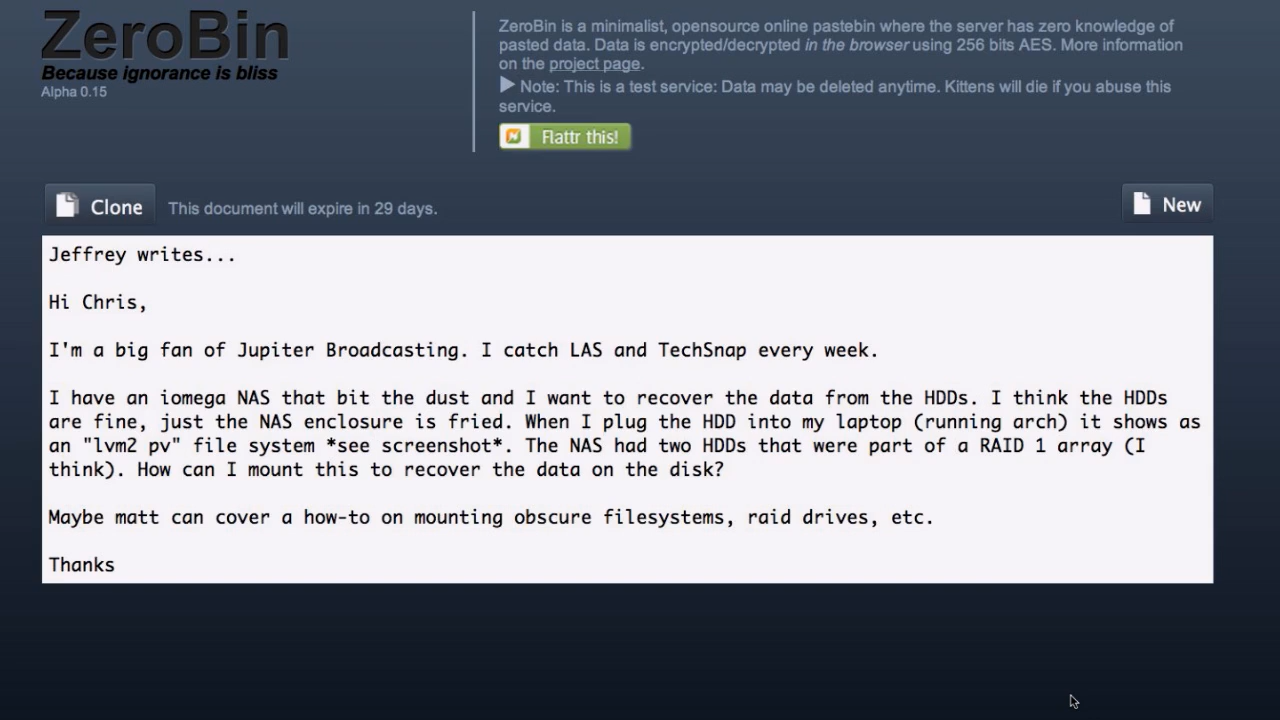 ZeroBin
Because ignorance is bliss
Alpha 0.15
ZeroBin is a minimalist, opensource online pastebin where the server has zero knowledge of
pasted data. Data is encrypted/decrypted in the browser using 256 bits AES. More information
on the project page.
Note: This is a test service: Data may be deleted anytime. Kittens will die if you abuse this
service.
Flattr this!
Clone
This document will expire in 29 days.
New
Jeffrey writes...
Hi Chris,
I'm a big fan of Jupiter Broadcasting. I catch LAS and TechSnap every week.
I have an iomega NAS that bit the dust and I want to recover the data from the HDDs. I think the HDDs
are fine, just the NAS enclosure is fried. When I plug the HDD into my laptop (running arch) it shows as
an "lvm2 pv" file system *see screenshot*. The NAS had two HDDs that were part of a RAID 1 array (I
think). How can I mount this to recover the data on the disk?
Maybe matt can cover a how-to on mounting obscure filesystems, raid drives, etc.
Thanks